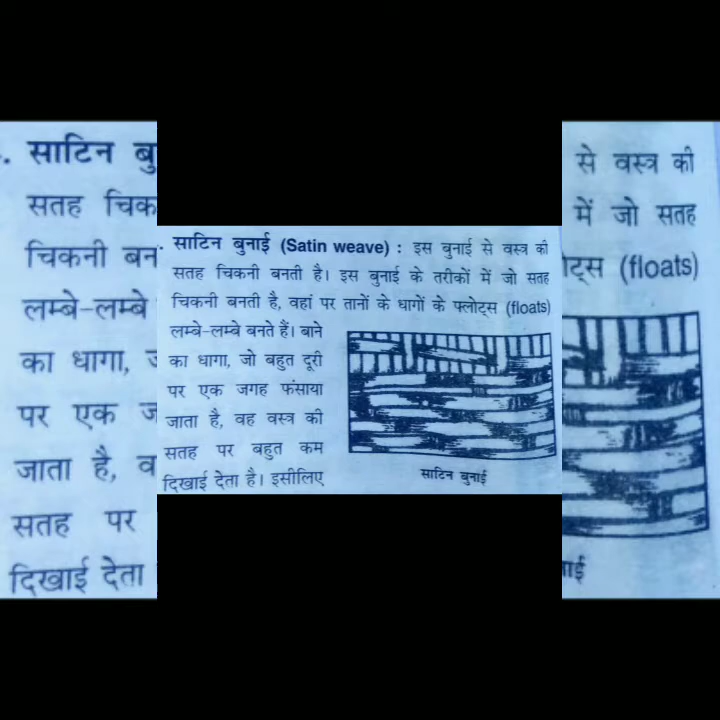 . साटिन बुनाई (Satin weave) : इस बुनाई से वस्त्र की
सतह चिकनी बनती है। इस बुनाई के तरीकों में जो सतह
चिकनी बनती है, वहां पर तानों के धागों के फ्लोट्स (floats)
लम्बे-लम्बे बनते हैं। बाने
का धागा, जो बहुत दूरी
पर एक जगह फंसाया
जाता है, वह वस्त्र की
सतह पर बहुत कम
दिखाई देता है। इसीलिए
साटिन बुनाई
. साटिन बु
सतह चिक
चिकनी बन
लम्बे-लम्बे
का धागा, ज
पर एक ज
जाता है, व
सतह पर
दिखाई देता
से वस्त्र की
में जो सतह
ोट्स (floats)
नाई